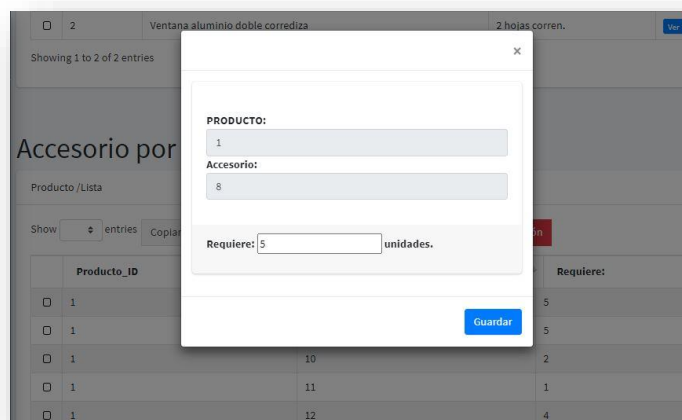 2 Ventana aluminio doble corrediza 2 hojas corren. Ver
Showing 1 to 2 of 2 entries
×
PRODUCTO:
1
Accesorio:
8
Accesorio por
Producto /Lista
Show entries Copiar
Requiere: 5 unidades.
ón
Producto_ID Requiere:
1 5
1 5
Guardar
1 10 2
1 11 1
1 12 4